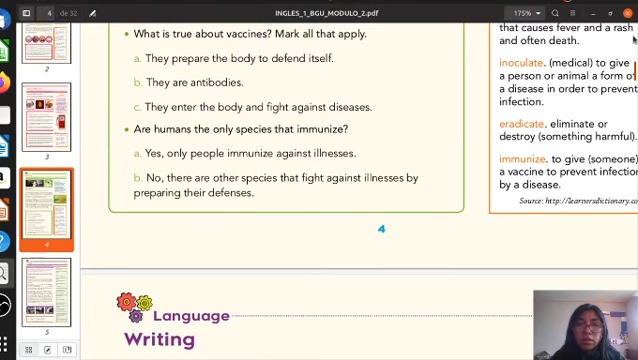 4 de 32
INGLES_1_BGU_MODULO_2.pdf
175%
2
3
4
5
• What is true about vaccines? Mark all that apply.
a. They prepare the body to defend itself.
b. They are antibodies.
c. They enter the body and fight against diseases.
• Are humans the only species that immunize?
a. Yes, only people immunize against illnesses.
b. No, there are other species that fight against illnesses by
preparing their defenses.
that causes fever and a rash
and often death.
inoculate. (medical) to give
a person or animal a form of
a disease in order to prevent
infection.
eradicate. eliminate or
destroy (something harmful).
immunize. to give (someone)
a vaccine to prevent infection
by a disease.
Source: http://learnersdictionary.co
4
Language
Writing